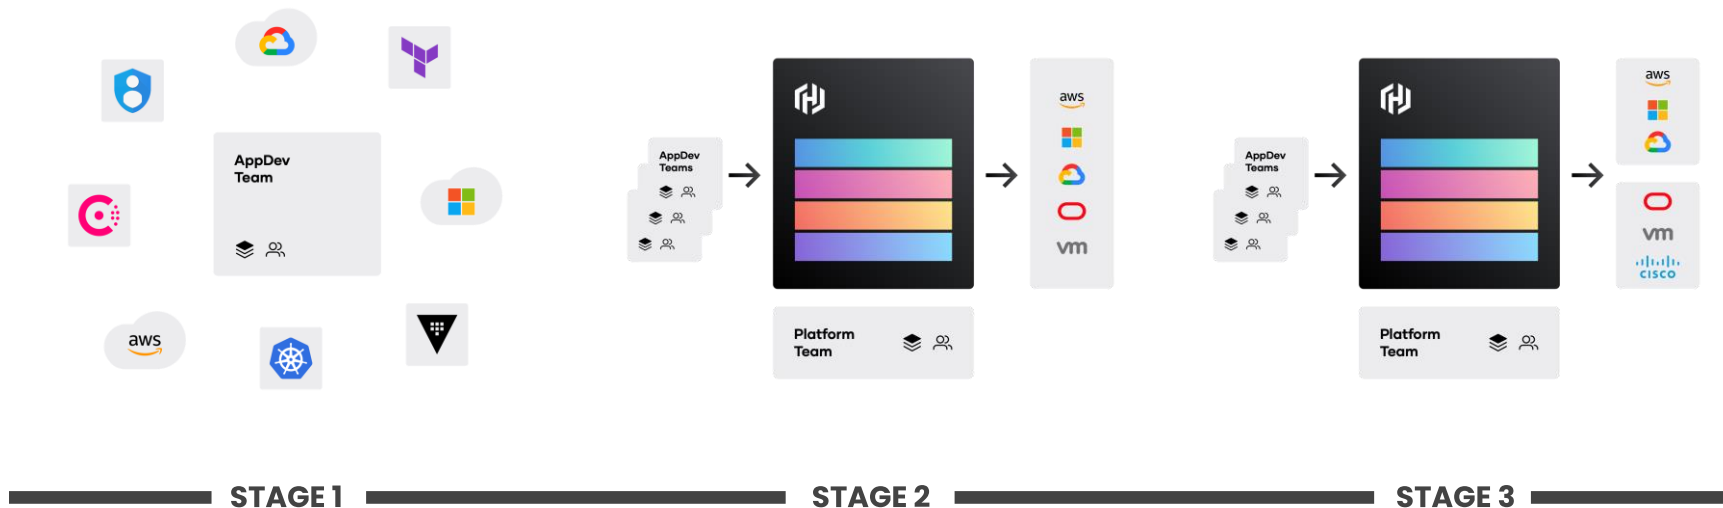 AppDev
Team
aws
AppDev
Teams
Platform
Team
aws
vm
AppDev
Teams
Platform
Team
aws
vm
CISCO
STAGE 1
STAGE 2
STAGE 3